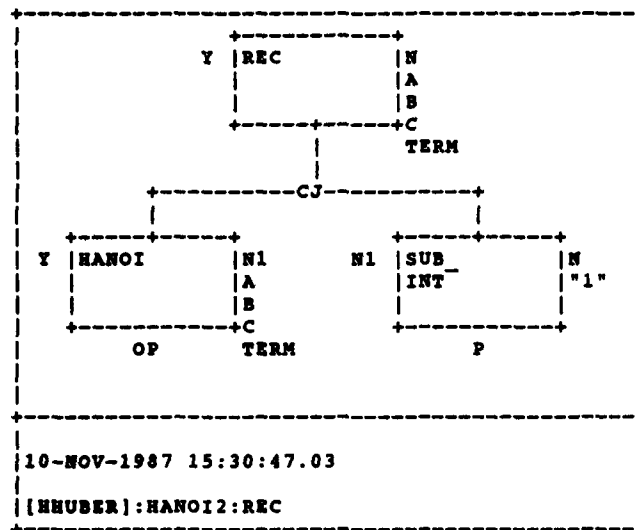 Y REC N
A
B
C
TERM
CJ
Y HANOI N1 N1 SUB_ N
A INT "1"
B
C
OP TERM P
10-NOV-1987 15:30:47.03
[HHUBER]:HANOI2:REC